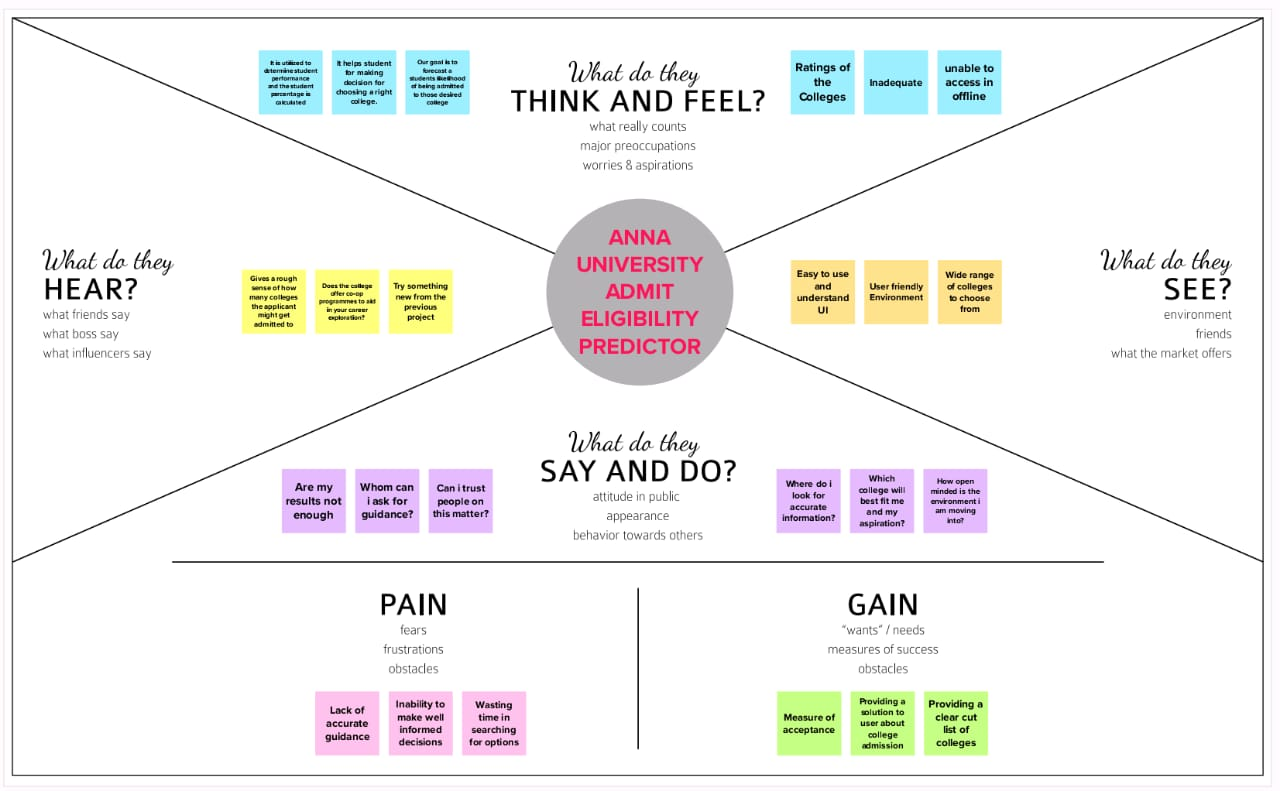 It is utilized to
determine student
performance
and the student
percentage is
calculated
It helps student
for making
decision for
choosing a right
college.
Our goal is to
forecast a
students likelihood
of being admitted
to those desired
college
What do they
THINK AND FEEL?
what really counts
major preoccupations
worries & aspirations
Ratings of
the
Colleges
Inadequate
unable to
access in
offline
What do they
HEAR?
what friends say
what boss say
what influencers say
Gives a rough
sense of how
many colleges
the applicant
might get
admitted to
Does the college
offer co-op
programmes to aid
in your career
exploration?
Try something
new from the
previous
project
ANNA
UNIVERSITY
ADMIT
ELIGIBILITY
PREDICTOR
Easy to use
and
understand
UI
User friendly
Environment
Wide range
of colleges
to choose
from
What do they
SEE?
environment
friends
what the market offers
What do they
SAY AND DO?
attitude in public
appearance
behavior towards others
Are my
results not
enough
Whom can
i ask for
guidance?
Can i trust
people on
this matter?
Where do i
look for
accurate
information?
Which
college will
best fit me
and my
aspiration?
How open
minded is the
environment i
am moving
into?
PAIN
fears
frustrations
obstacles
Lack of
accurate
guidance
Inability to
make well
informed
decisions
Wasting
time in
searching
for options
GAIN
“wants” / needs
measures of success
obstacles
Measure of
acceptance
Providing a
solution to
user about
college
admission
Providing a
clear cut
list of
colleges